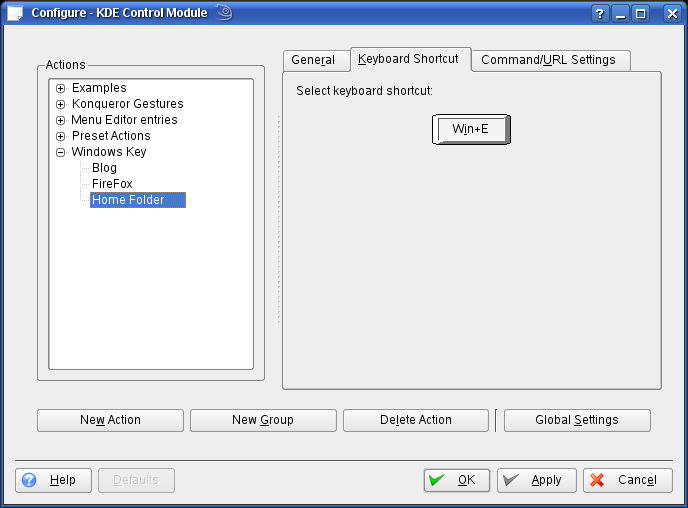 Configure - KDE Control Module
?
Actions
Examples
Konqueror Gestures
Menu Editor entries
Preset Actions
Windows Key
Blog
FireFox
Home Folder
General
Keyboard Shortcut
Command/URL Settings
Select keyboard shortcut:
Win+E
New Action
New Group
Delete Action
Global Settings
? Help
Defaults
OK
Apply
Cancel